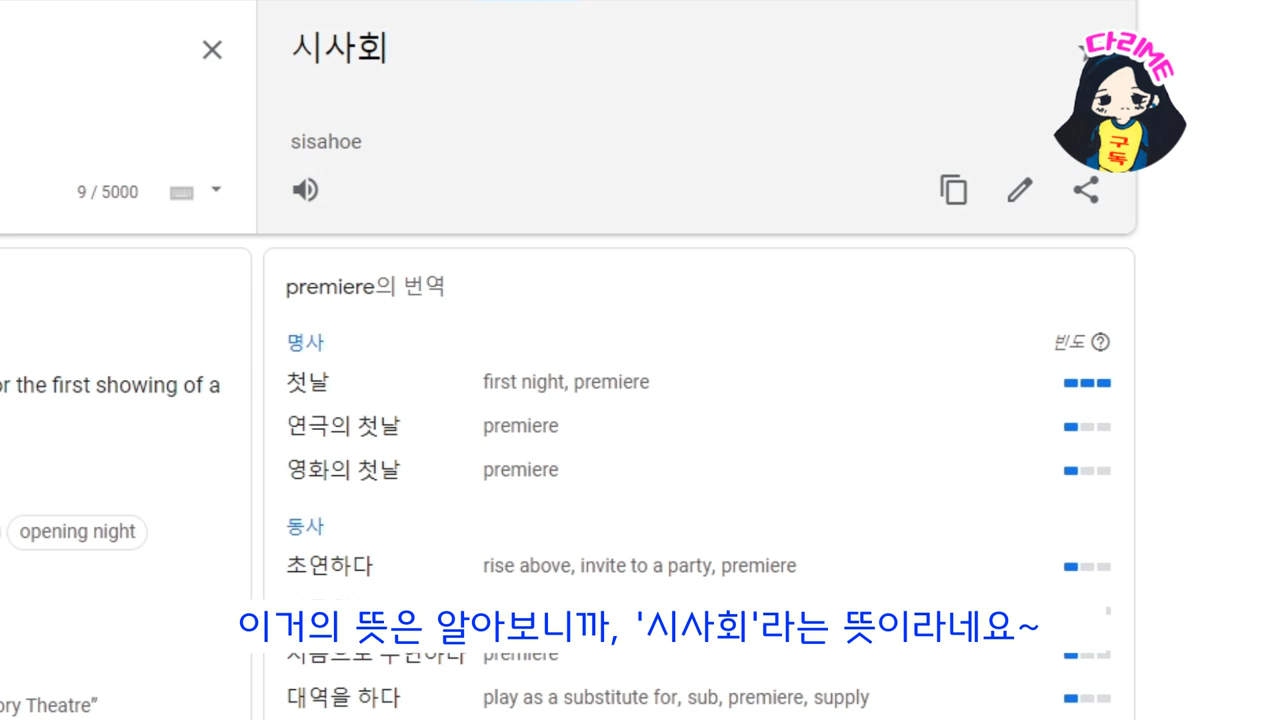 시사회
다리ME
구독
sisahoe
9 / 5000
premiere의 번역
명사
빈도
or the first showing of a
첫날 first night, premiere
연극의 첫날 premiere
영화의 첫날 premiere
opening night
동사
초연하다 rise above, invite to a party, premiere
이거의 뜻은 알아보니까, '시사회'라는 뜻이라네요~
premiere
ory Theatre”
대역을 하다 play as a substitute for, sub, premiere, supply